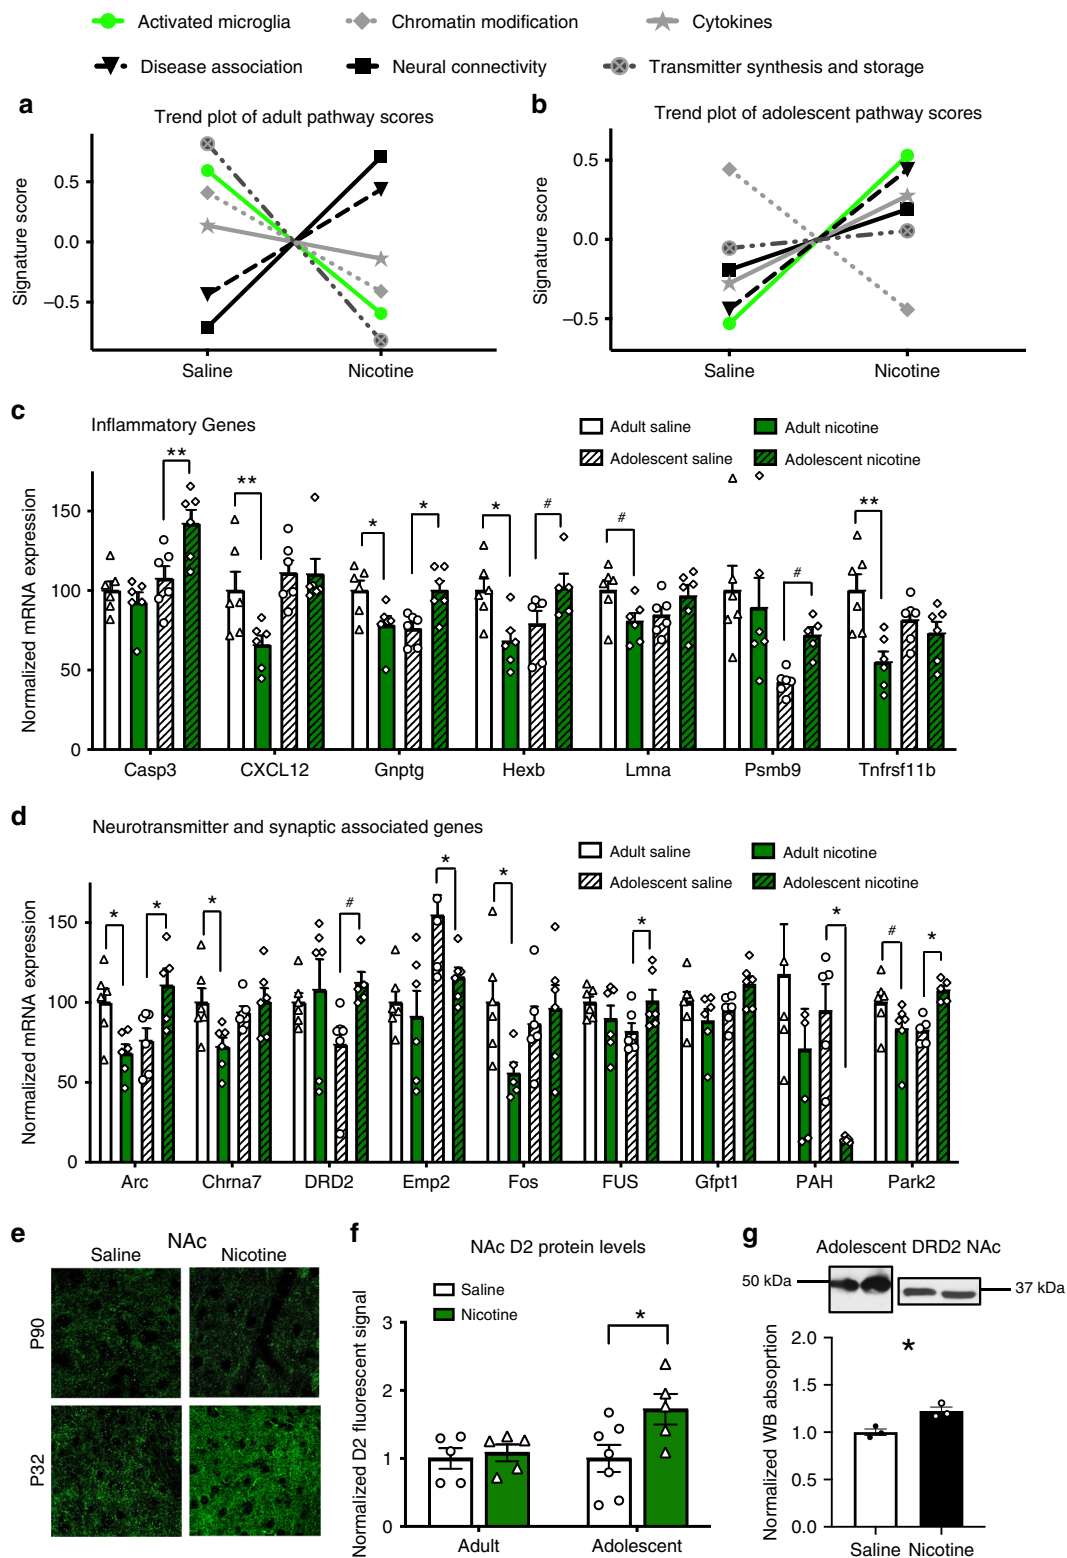 Activated microglia
Chromatin modification
Cytokines
Disease association
Neural connectivity
Transmitter synthesis and storage
a
Trend plot of adult pathway scores
Signature score
0.5
0.0
−0.5
Saline
Nicotine
b
Trend plot of adolescent pathway scores
Signature score
0.5
0.0
−0.5
Saline
Nicotine
c
Inflammatory Genes
Adult saline
Adult nicotine
Adolescent saline
Adolescent nicotine
Normalized mRNA expression
150
100
50
0
**
**
*
*
*
#
#
#
**
Casp3
CXCL12
Gnptg
Hexb
Lmna
Psmb9
Tnfrsf11b
d
Neurotransmitter and synaptic associated genes
Adult saline
Adult nicotine
Adolescent saline
Adolescent nicotine
Normalized mRNA expression
150
100
50
0
*
*
*
#
*
*
*
*
#
*
Arc
Chrna7
DRD2
Emp2
Fos
FUS
Gfpt1
PAH
Park2
e
NAc
Saline
Nicotine
P90
P32
f
NAc D2 protein levels
Saline
Nicotine
Normalized D2 fluorescent signal
3
2
1
0
*
Adult
Adolescent
g
Adolescent DRD2 NAc
50 kDa
37 kDa
Normalized WB absoprtion
2.0
1.5
1.0
0.5
0.0
*
Saline
Nicotine